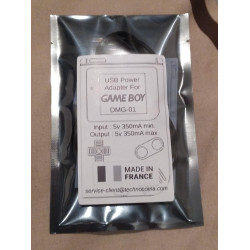 USB Power
Adapter For
GAME BOY
DMG-01
Input : 5v 350mA min.
Output : 5v 350mA max.
MADE IN
FRANCE